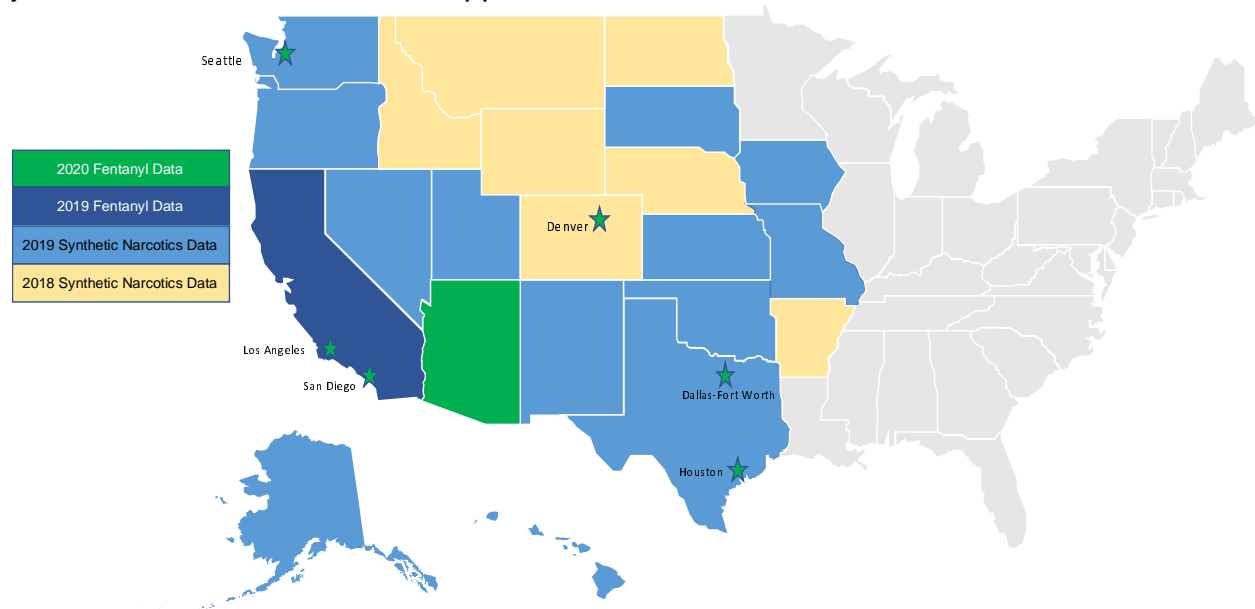 Seattle
2020 Fentanyl Data
2019 Fentanyl Data
2019 Synthetic Narcotics Data
2018 Synthetic Narcotics Data
Denver
Los Angeles
San Diego
Dallas-Fort Worth
Houston